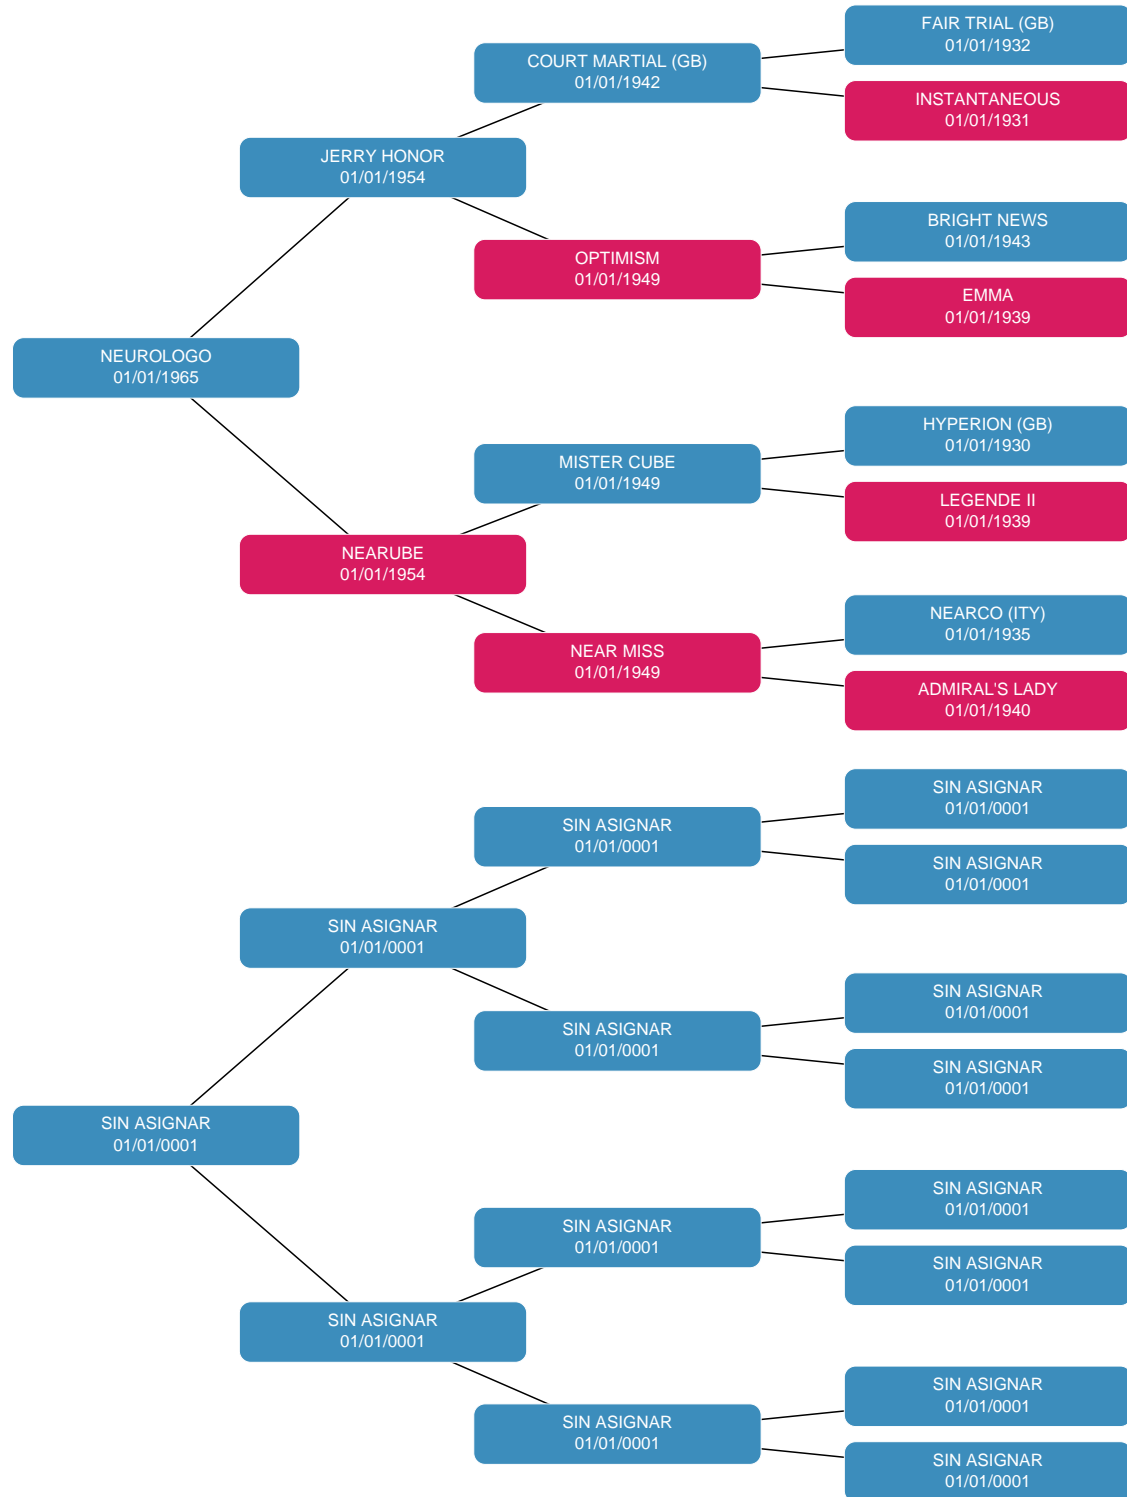 FAIR TRIAL (GB)
01/01/1932
COURT MARTIAL (GB)
01/01/1942
INSTANTANEOUS
01/01/1931
JERRY HONOR
01/01/1954
BRIGHT NEWS
01/01/1943
OPTIMISM
01/01/1949
EMMA
01/01/1939
NEUROLOGO
01/01/1965
HYPERION (GB)
01/01/1930
MISTER CUBE
01/01/1949
LEGENDE II
01/01/1939
NEARUBE
01/01/1954
NEARCO (ITY)
01/01/1935
NEAR MISS
01/01/1949
ADMIRAL'S LADY
01/01/1940
SIN ASIGNAR
01/01/0001
SIN ASIGNAR
01/01/0001
SIN ASIGNAR
01/01/0001
SIN ASIGNAR
01/01/0001
SIN ASIGNAR
01/01/0001
SIN ASIGNAR
01/01/0001
SIN ASIGNAR
01/01/0001
SIN ASIGNAR
01/01/0001
SIN ASIGNAR
01/01/0001
SIN ASIGNAR
01/01/0001
SIN ASIGNAR
01/01/0001
SIN ASIGNAR
01/01/0001
SIN ASIGNAR
01/01/0001
SIN ASIGNAR
01/01/0001
SIN ASIGNAR
01/01/0001